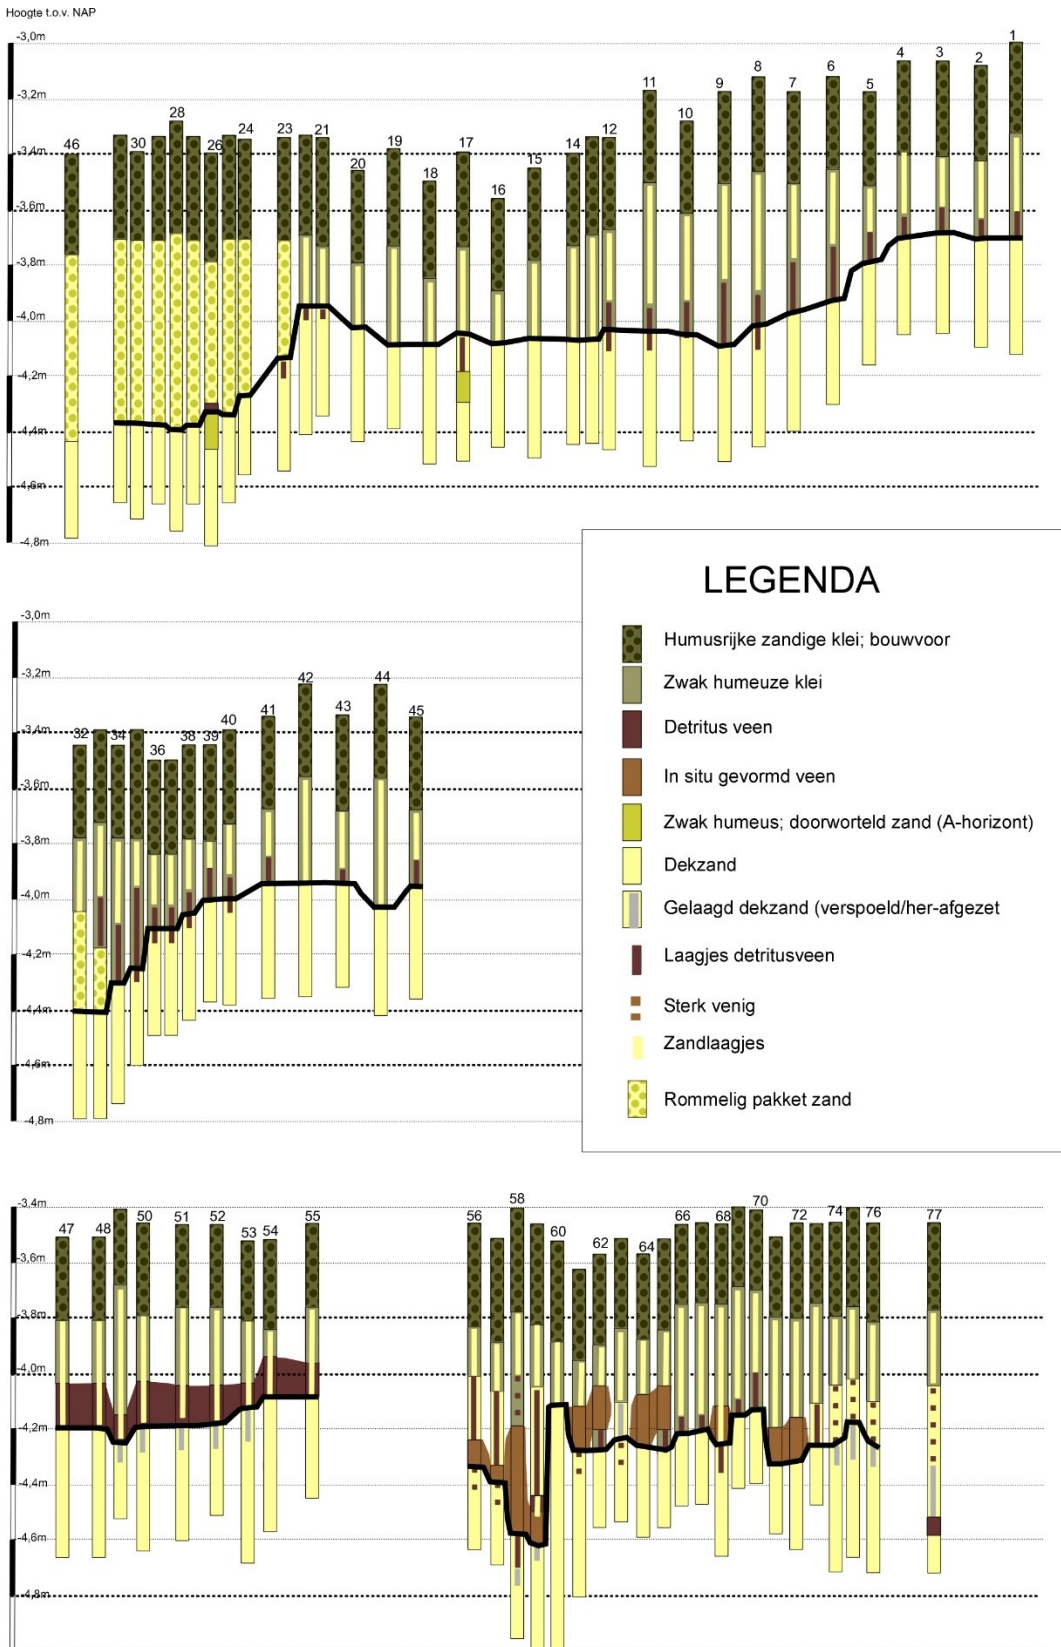 Hoogte t.o.v. NAP
-3,0m
1
4 3 2
8 6
-3,2m
11 9 7 5
28 10
24 23 21 12
-3,4m
46 30 26 19 17 14
20 18 15
16
-3,6m
-3,8m
-4,0m
-4,2m
-4,4m
-4,6m
-4,8m
LEGENDA
Humusrijke zandige klei; bouwvoor
Zwak humeuze klei
Detritus veen
In situ gevormd veen
Zwak humeus; doorworteld zand (A-horizont)
Dekzand
Gelaagd dekzand (verspoeld/her-afgezet
Laagjes detritusveen
Sterk venig
Zandlaagjes
Rommelig pakket zand
-3,0m
-3,2m
42 44
41 43 45
40
-3,4m
32 34 36 38 39
-3,6m
-3,8m
-4,0m
-4,2m
-4,4m
-4,6m
-4,8m
-3,4m
58 70
47 48 50 51 52 53 54 55 56 60 62 64 66 68 72 74 76 77
-3,6m
-3,8m
-4,0m
-4,2m
-4,4m
-4,6m
-4,8m